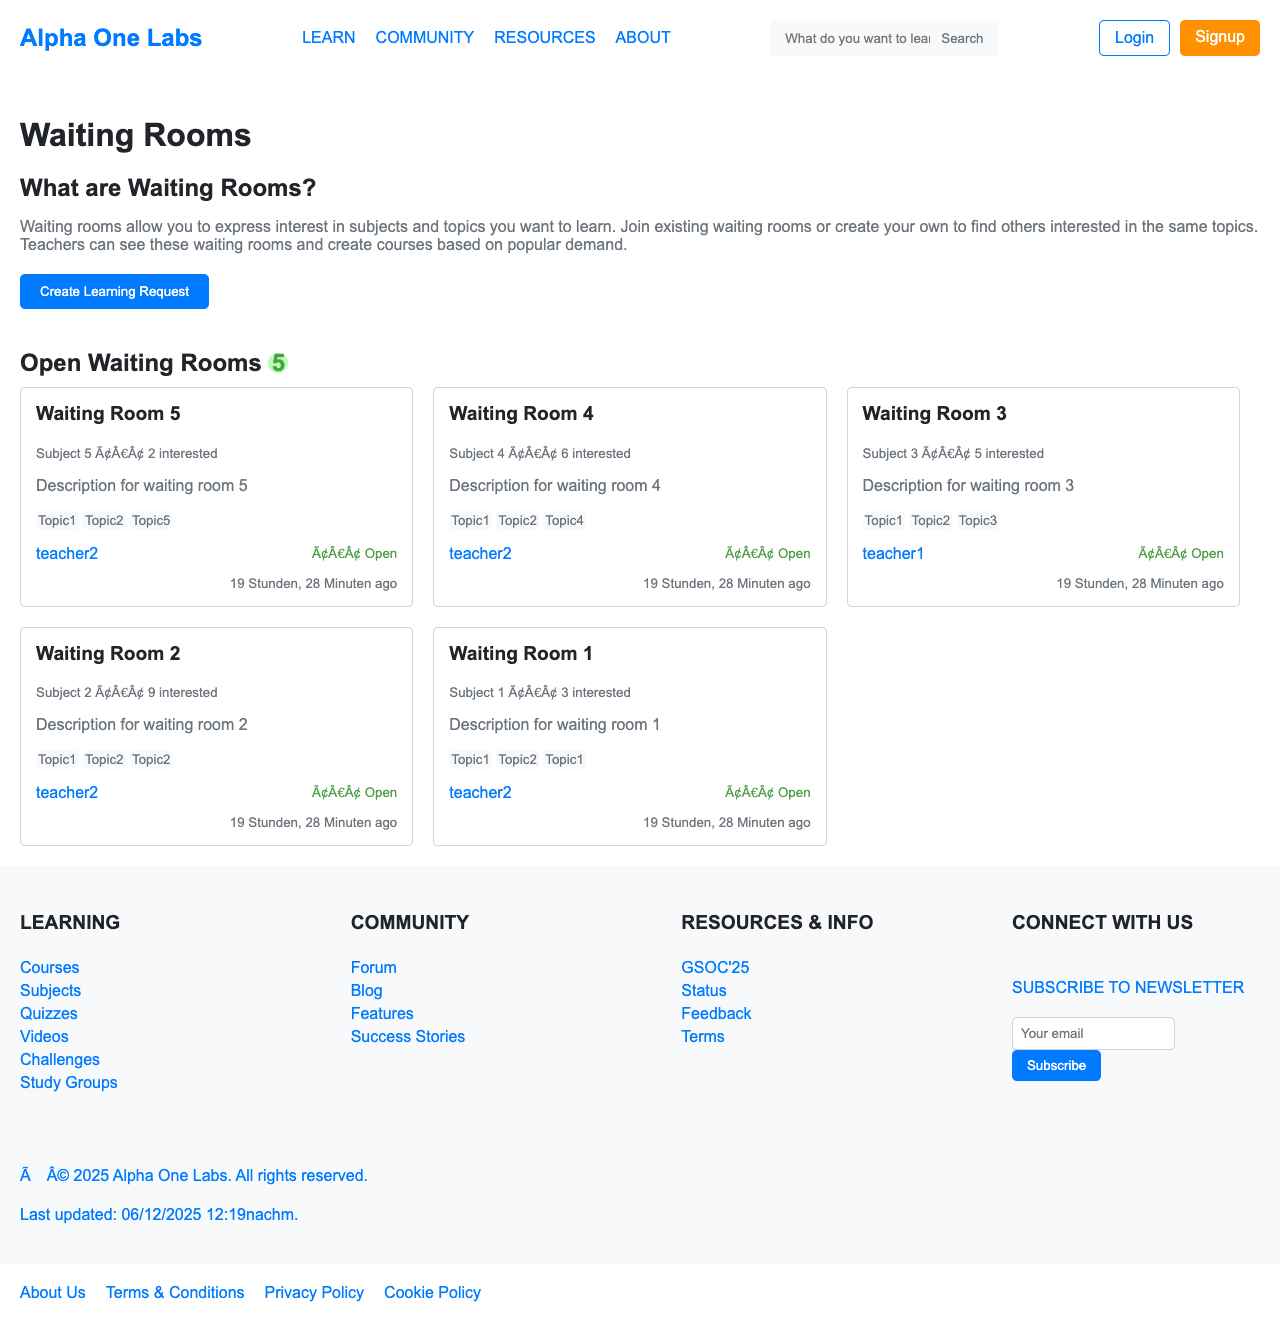 Alpha One Labs
LEARN COMMUNITY RESOURCES ABOUT
What do you want to lear Search
Login Signup
Waiting Rooms
What are Waiting Rooms?
Waiting rooms allow you to express interest in subjects and topics you want to learn. Join existing waiting rooms or create your own to find others interested in the same topics.
Teachers can see these waiting rooms and create courses based on popular demand.
Create Learning Request
Open Waiting Rooms 5
Waiting Room 5
Subject 5 Ã¢Â€Â¢ 2 interested
Description for waiting room 5
Topic1 Topic2 Topic5
teacher2 Ã¢Â€Â¢ Open
19 Stunden, 28 Minuten ago
Waiting Room 4
Subject 4 Ã¢Â€Â¢ 6 interested
Description for waiting room 4
Topic1 Topic2 Topic4
teacher2 Ã¢Â€Â¢ Open
19 Stunden, 28 Minuten ago
Waiting Room 3
Subject 3 Ã¢Â€Â¢ 5 interested
Description for waiting room 3
Topic1 Topic2 Topic3
teacher1 Ã¢Â€Â¢ Open
19 Stunden, 28 Minuten ago
Waiting Room 2
Subject 2 Ã¢Â€Â¢ 9 interested
Description for waiting room 2
Topic1 Topic2 Topic2
teacher2 Ã¢Â€Â¢ Open
19 Stunden, 28 Minuten ago
Waiting Room 1
Subject 1 Ã¢Â€Â¢ 3 interested
Description for waiting room 1
Topic1 Topic2 Topic1
teacher2 Ã¢Â€Â¢ Open
19 Stunden, 28 Minuten ago
LEARNING
Courses
Subjects
Quizzes
Videos
Challenges
Study Groups
COMMUNITY
Forum
Blog
Features
Success Stories
RESOURCES & INFO
GSOC'25
Status
Feedback
Terms
CONNECT WITH US
SUBSCRIBE TO NEWSLETTER
Your email
Subscribe
Ã Â© 2025 Alpha One Labs. All rights reserved.
Last updated: 06/12/2025 12:19nachm.
About Us Terms & Conditions Privacy Policy Cookie Policy